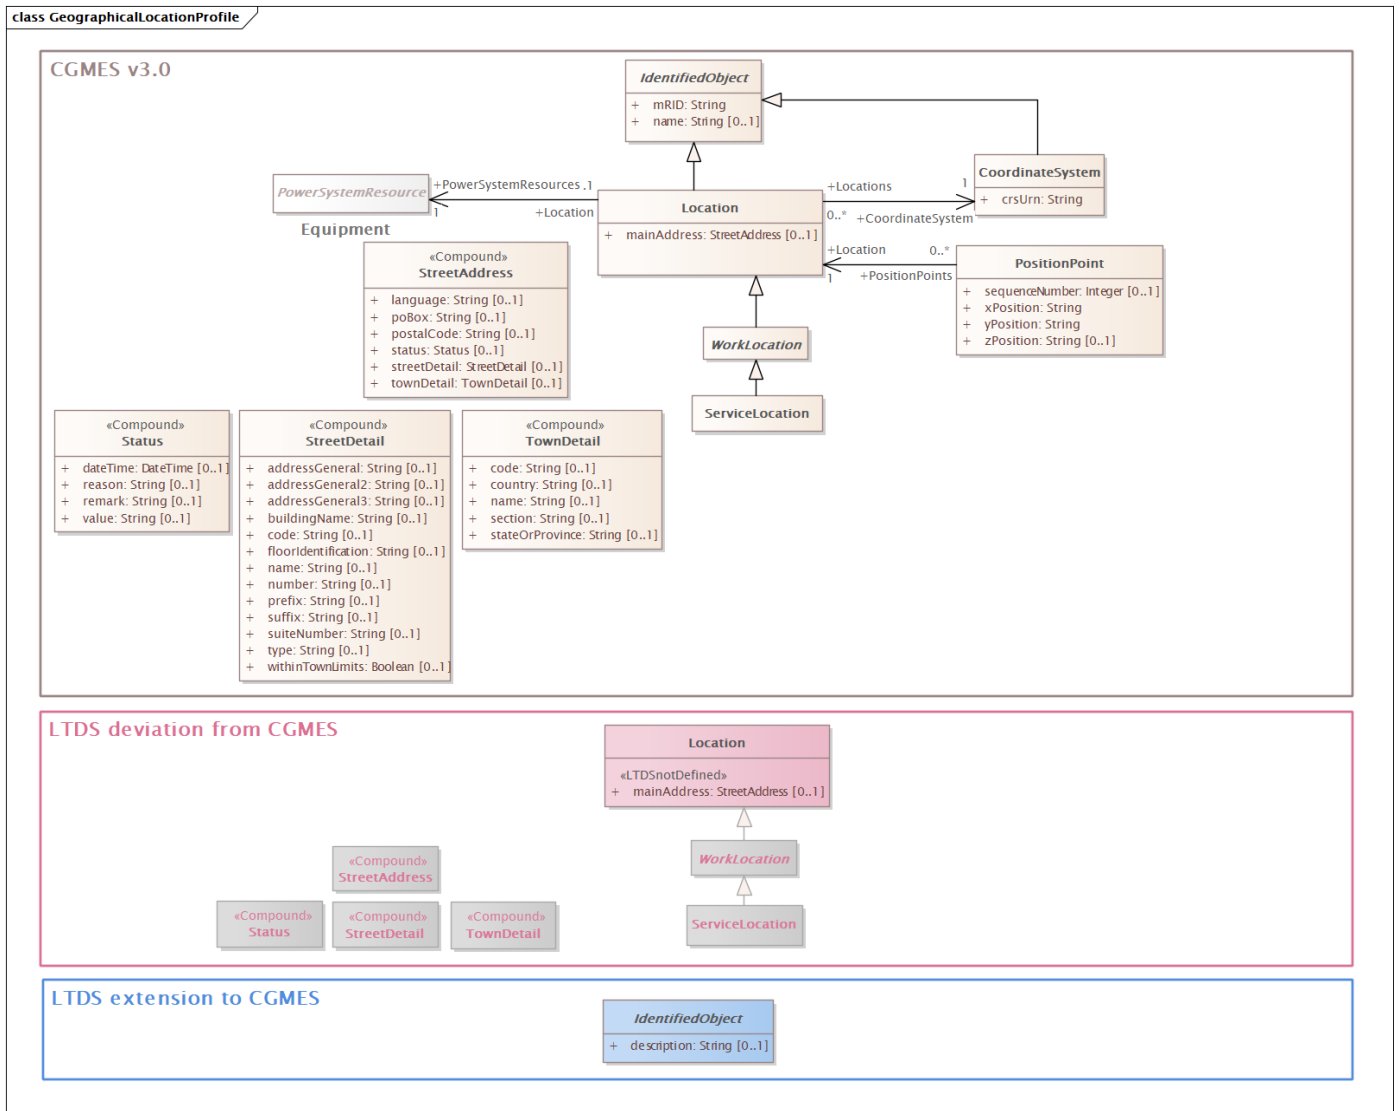 class GeographicalLocationProfile
CGMES v3.0
IdentifiedObject
+ mRID: String
+ name: String [0..1]
PowerSystemResource
+PowerSystemResources
..1
1
+Location
Equipment
Location
+ mainAddress: StreetAddress [0..1]
+Locations
1
0..*
+CoordinateSystem
CoordinateSystem
+ crsUrn: String
+Location
0..*
1
+PositionPoints
PositionPoint
+ sequenceNumber: Integer [0..1]
+ xPosition: String
+ yPosition: String
+ zPosition: String [0..1]
WorkLocation
ServiceLocation
«Compound»
StreetAddress
+ language: String [0..1]
+ poBox: String [0..1]
+ postalCode: String [0..1]
+ status: Status [0..1]
+ streetDetail: StreetDetail [0..1]
+ townDetail: TownDetail [0..1]
«Compound»
Status
+ dateTime: DateTime [0..1]
+ reason: String [0..1]
+ remark: String [0..1]
+ value: String [0..1]
«Compound»
StreetDetail
+ addressGeneral: String [0..1]
+ addressGeneral2: String [0..1]
+ addressGeneral3: String [0..1]
+ buildingName: String [0..1]
+ code: String [0..1]
+ floorIdentification: String [0..1]
+ name: String [0..1]
+ number: String [0..1]
+ prefix: String [0..1]
+ suffix: String [0..1]
+ suiteNumber: String [0..1]
+ type: String [0..1]
+ withinTownLimits: Boolean [0..1]
«Compound»
TownDetail
+ code: String [0..1]
+ country: String [0..1]
+ name: String [0..1]
+ section: String [0..1]
+ stateOrProvince: String [0..1]
LTDS deviation from CGMES
Location
«LTDSnotDefined»
+ mainAddress: StreetAddress [0..1]
WorkLocation
ServiceLocation
«Compound»
StreetAddress
«Compound»
Status
«Compound»
StreetDetail
«Compound»
TownDetail
LTDS extension to CGMES
IdentifiedObject
+ description: String [0..1]